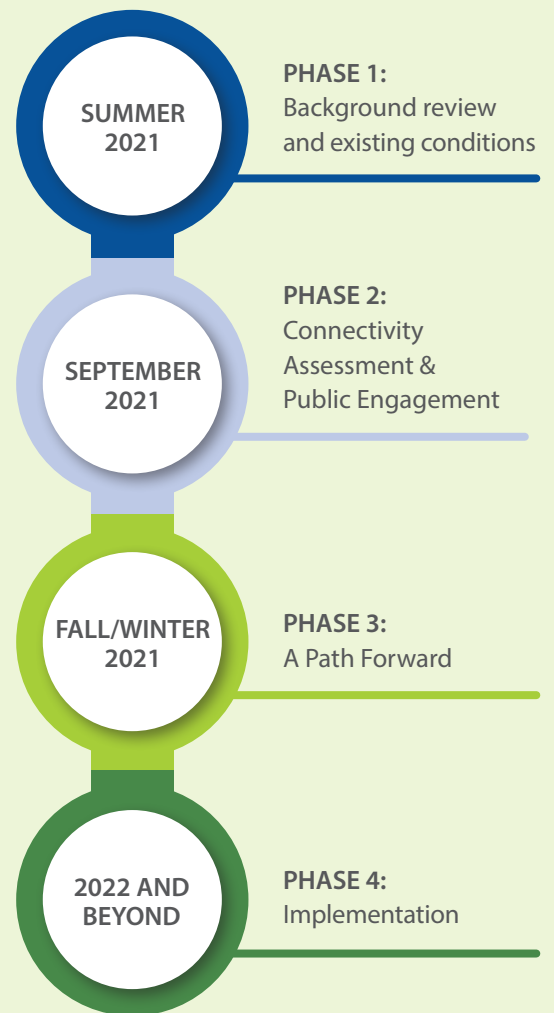 SUMMER
2021
PHASE 1:
Background review
and existing conditions
SEPTEMBER
2021
PHASE 2:
Connectivity
Assessment &
Public Engagement
FALL/WINTER
2021
PHASE 3:
A Path Forward
2022 AND
BEYOND
PHASE 4:
Implementation